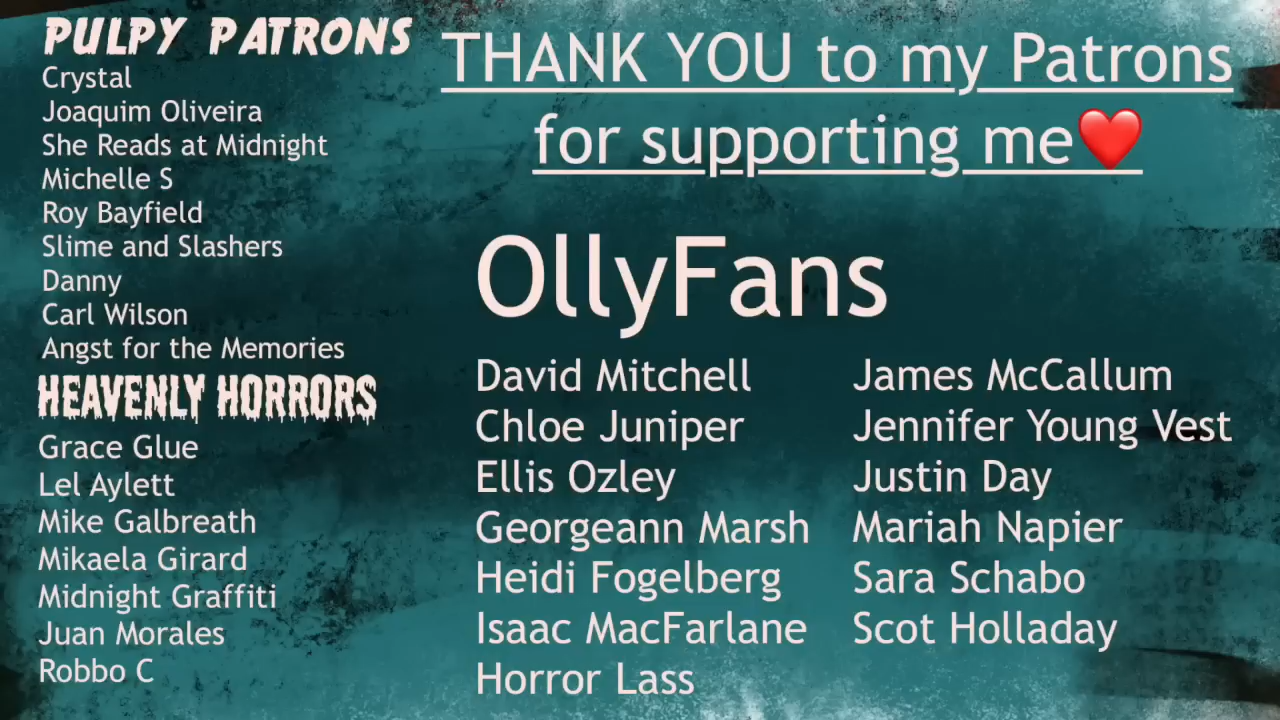 PULPY PATRONS
Crystal
Joaquim Oliveira
She Reads at Midnight
Michelle S
Roy Bayfield
Slime and Slashers
Danny
Carl Wilson
Angst for the Memories
HEAVENLY HORRORS
Grace Glue
Lel Aylett
Mike Galbreath
Mikaela Girard
Midnight Graffiti
Juan Morales
Robbo C
THANK YOU to my Patrons
for supporting me❤️
OllyFans
David Mitchell
Chloe Juniper
Ellis Ozley
Georgeann Marsh
Heidi Fogelberg
Isaac MacFarlane
Horror Lass
James McCallum
Jennifer Young Vest
Justin Day
Mariah Napier
Sara Schabo
Scot Holladay